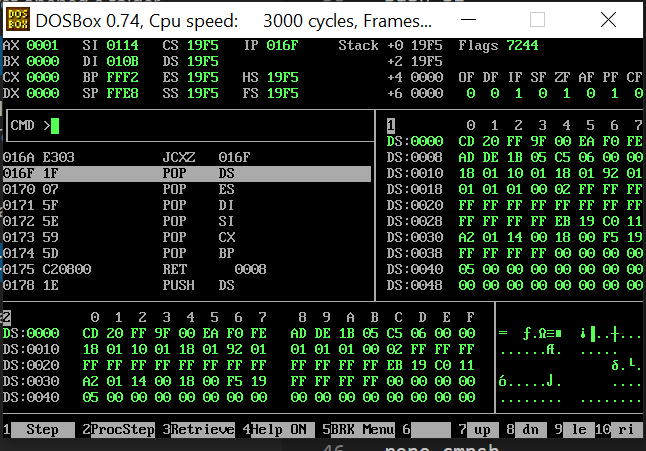 DOSBox 0.74, Cpu speed: 3000 cycles, Frames...
AX 0001 SI 0114 CS 19F5 IP 016F Stack +0 19F5 Flags 7244
BX 0000 DI 010B DS 19F5 +2 19F5
CX 0000 BP FFF2 ES 19F5 HS 19F5 +4 0000 OF DF IF SF ZF AF PF CF
DX 0000 SP FFE8 SS 19F5 FS 19F5 +6 0000 0 0 1 0 1 0 1 0
CMD >
1 0 1 2 3 4 5 6 7
DS:0000 CD 20 FF 9F 00 EA F0 FE
DS:0008 AD DE 1B 05 C5 06 00 00
DS:0010 18 01 10 01 18 01 92 01
DS:0018 01 01 01 00 02 FF FF FF
DS:0020 FF FF FF FF FF FF FF FF
DS:0028 FF FF FF FF EB 19 C0 11
DS:0030 A2 01 14 00 18 00 F5 19
DS:0038 FF FF FF FF 00 00 00 00
DS:0040 05 00 00 00 00 00 00 00
DS:0048 00 00 00 00 00 00 00 00
016A E303 JCXZ 016F
016F 1F POP DS
0170 07 POP ES
0171 5F POP DI
0172 5E POP SI
0173 59 POP CX
0174 5D POP BP
0175 C20800 RET 0008
0178 1E PUSH DS
2 0 1 2 3 4 5 6 7 8 9 A B C D E F
DS:0000 CD 20 FF 9F 00 EA F0 FE AD DE 1B 05 C5 06 00 00
DS:0010 18 01 10 01 18 01 92 01 01 01 01 00 02 FF FF FF
DS:0020 FF FF FF FF FF FF FF FF FF FF FF FF EB 19 C0 11
DS:0030 A2 01 14 00 18 00 F5 19 FF FF FF FF 00 00 00 00
DS:0040 05 00 00 00 00 00 00 00 00 00 00 00 00 00 00 00
1 Step 2ProcStep 3Retrieve 4Help ON 5BRK Menu 6 7 up 8 dn 9 le 10 ri